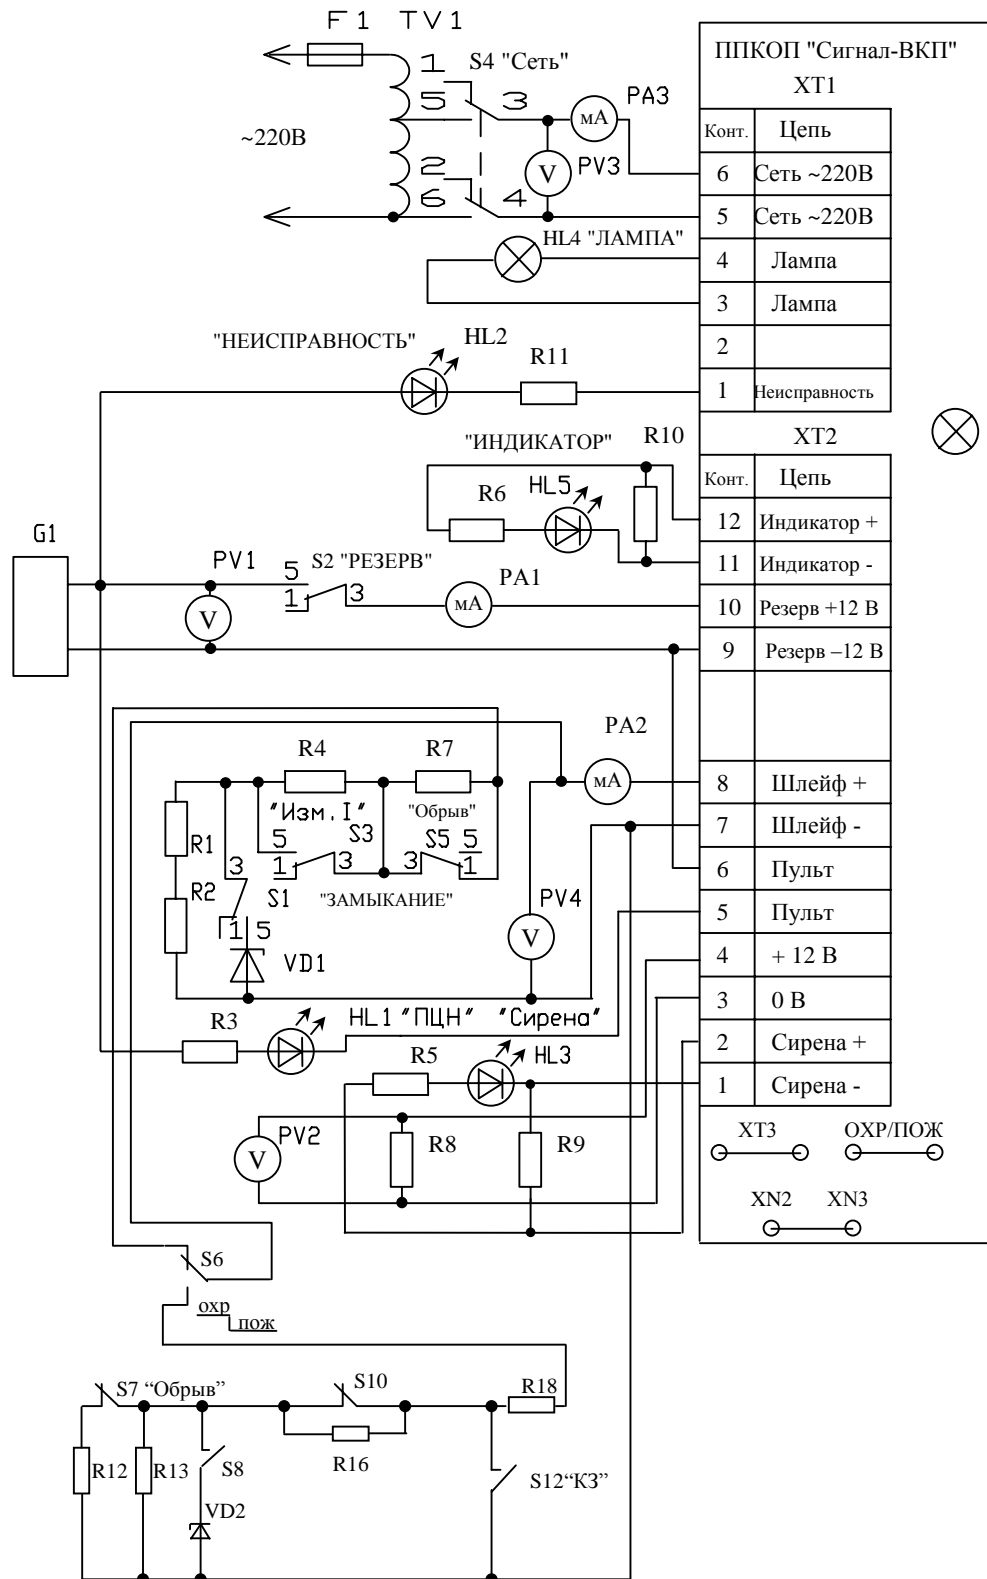 F 1 TV 1
ППКОП "Сигнал-ВКП"
XT1
Конт. Цепь
6 Сеть ~220В
5 Сеть ~220В
4 Лампа
3 Лампа
2
1 Неисправность
1 S4 "Сеть"
5 3
мА PA3
~220В
V PV3
2
6 4
HL4 "ЛАМПА"
"НЕИСПРАВНОСТЬ" HL2
R11
XT2
Конт. Цепь
12 Индикатор +
11 Индикатор -
10 Резерв +12 В
9 Резерв –12 В
8 Шлейф +
7 Шлейф -
6 Пульт
5 Пульт
4 + 12 В
3 0 В
2 Сирена +
1 Сирена -
"ИНДИКАТОР" R10
R6 HL5
G1
PV1 5 S2 "РЕЗЕРВ" PA1
1 3 мА
V
PA2
R4 R7 мА
"Изм. I" "Обрыв"
R1 5 S3 S5 5
3 1 3 3 1
R2 S1 "ЗАМЫКАНИЕ" PV4
1 5 V
VD1
R3 HL1 "ПЦН" "Сирена"
R5 HL3
PV2 R8 R9
V
XT3 ОХР/ПОЖ
XN2 XN3
S6
охр
пож
S7 “Обрыв” S10 R18
R12 R13 S8 R16 S12“КЗ”
VD2